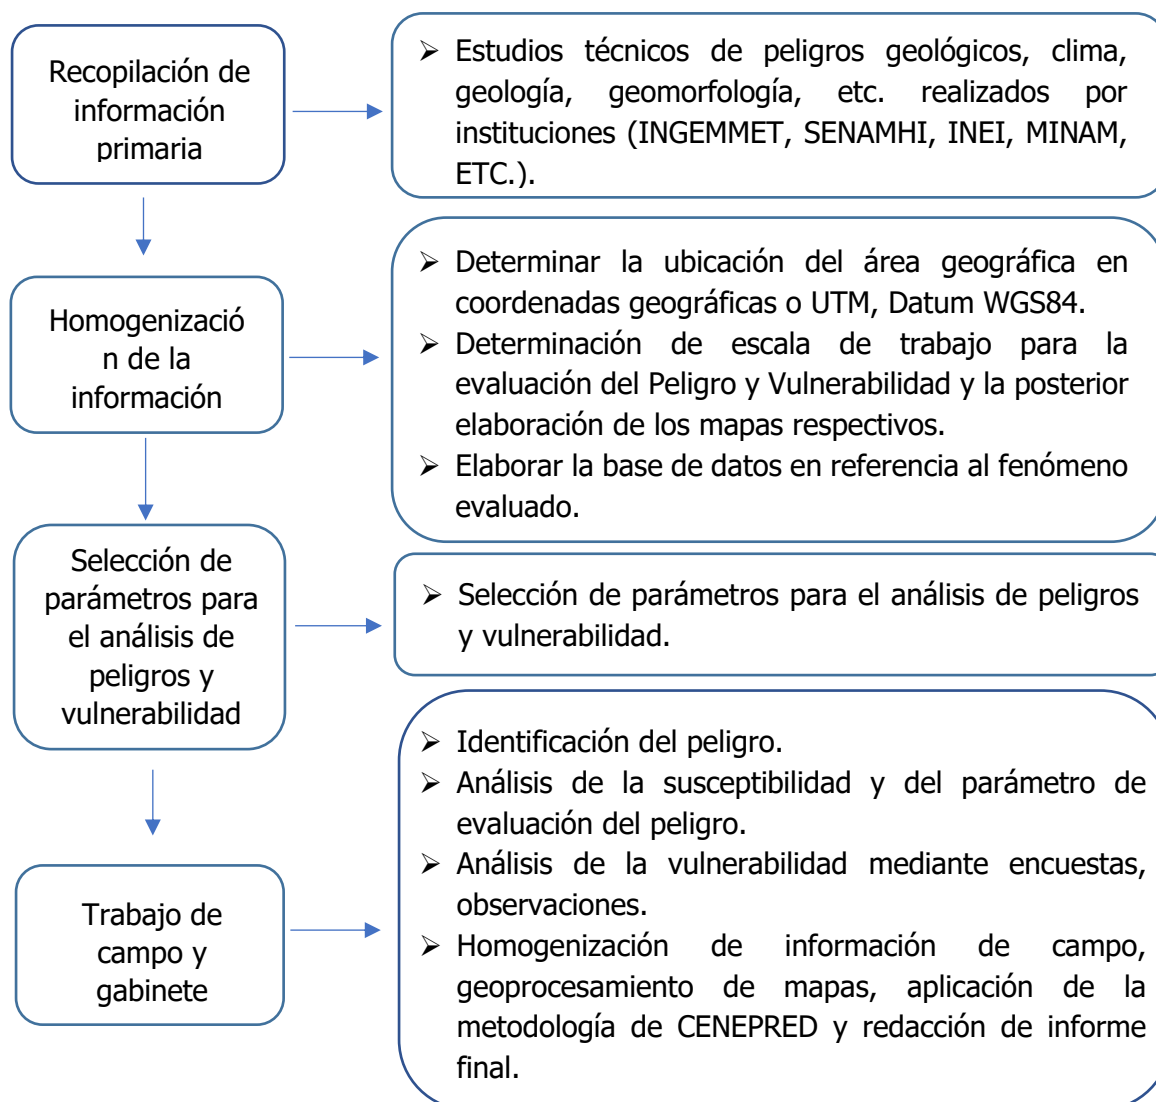 Recopilación de
información
primaria
➢ Estudios técnicos de peligros geológicos, clima,
geología, geomorfología, etc. realizados por
instituciones (INGEMMET, SENAMHI, INEI, MINAM,
ETC.).
Homogenizació
n de la
información
➢ Determinar la ubicación del área geográfica en
coordenadas geográficas o UTM, Datum WGS84.
➢ Determinación de escala de trabajo para la
evaluación del Peligro y Vulnerabilidad y la posterior
elaboración de los mapas respectivos.
➢ Elaborar la base de datos en referencia al fenómeno
evaluado.
Selección de
parámetros para
el análisis de
peligros y
vulnerabilidad
➢ Selección de parámetros para el análisis de peligros
y vulnerabilidad.
Trabajo de
campo y
gabinete
➢ Identificación del peligro.
➢ Análisis de la susceptibilidad y del parámetro de
evaluación del peligro.
➢ Análisis de la vulnerabilidad mediante encuestas,
observaciones.
➢ Homogenización de información de campo,
geoprocesamiento de mapas, aplicación de la
metodología de CENEPRED y redacción de informe
final.